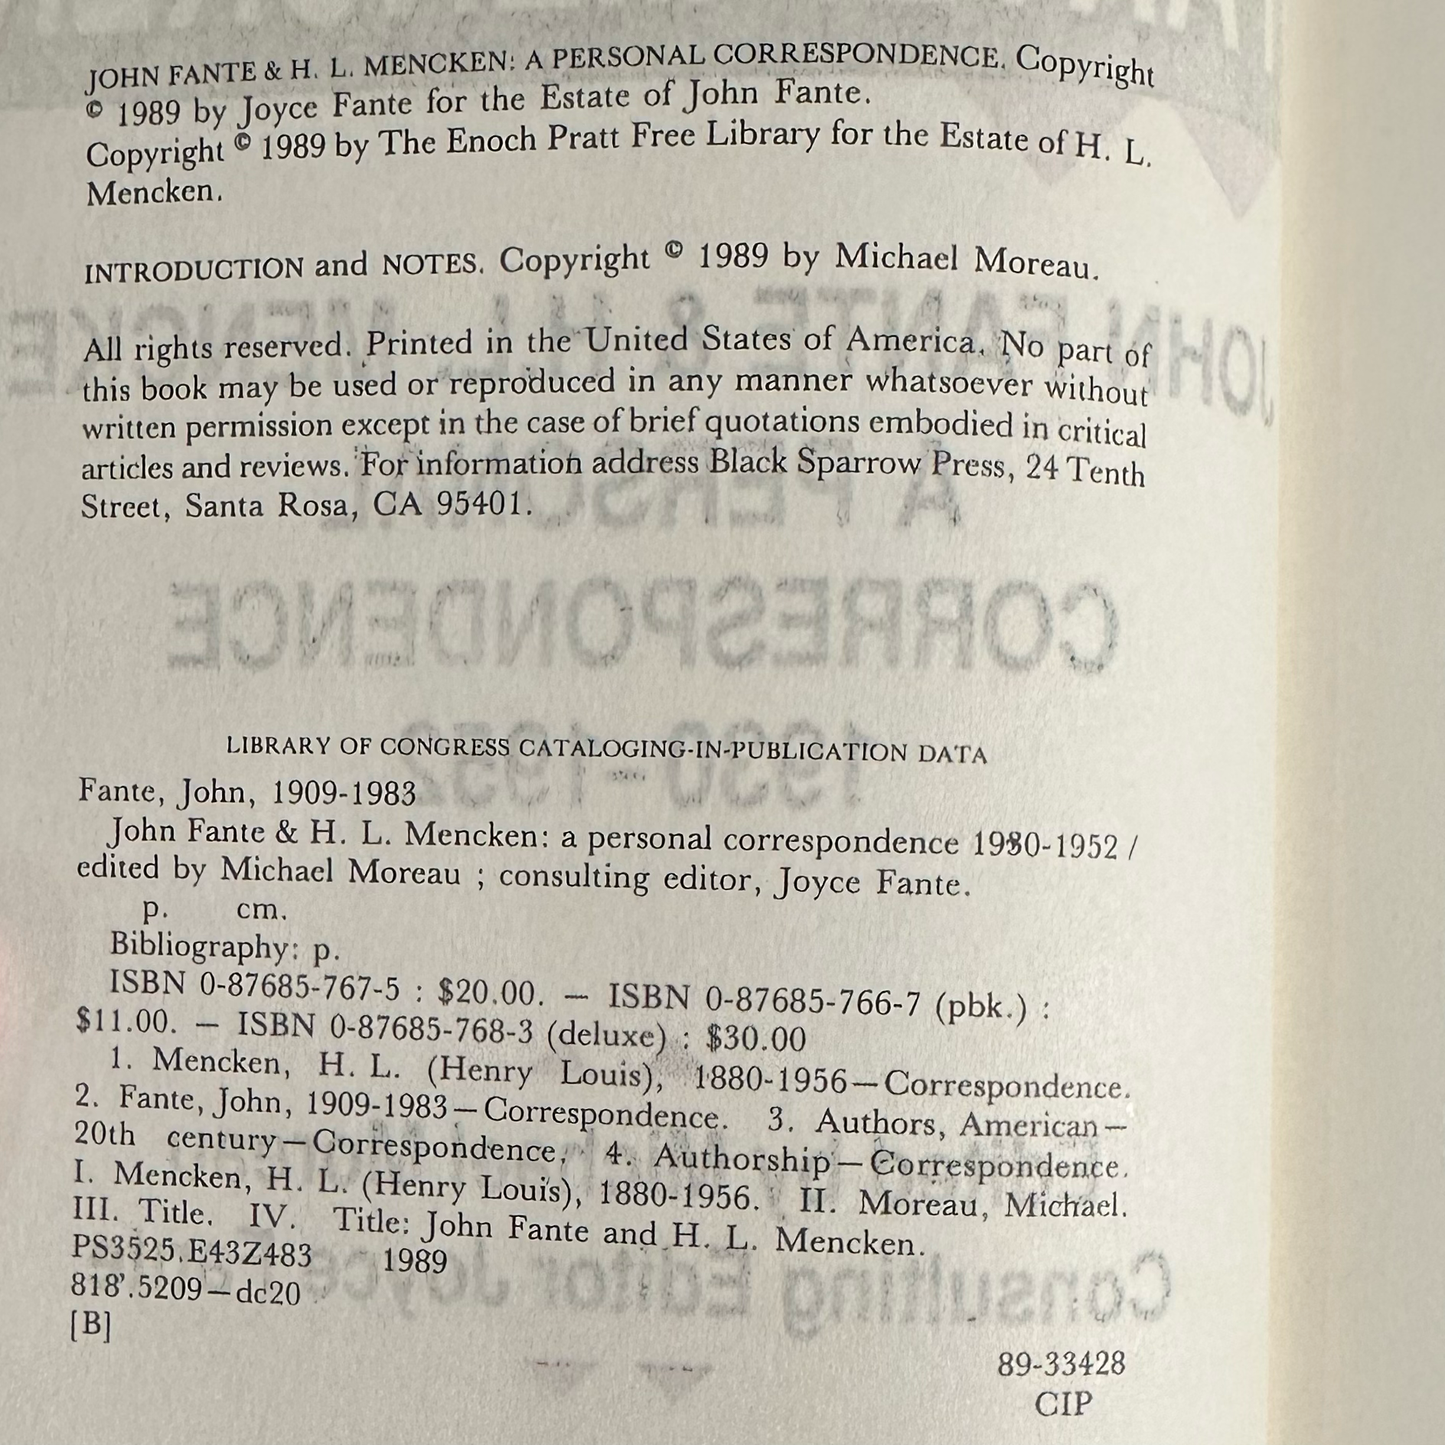 JOHN FANTE & H. L. MENCKEN: A PERSONAL CORRESPONDENCE. Copyright
© 1989 by Joyce Fante for the Estate of John Fante.
Copyright © 1989 by The Enoch Pratt Free Library for the Estate of H. L.
Mencken.
INTRODUCTION and NOTES. Copyright © 1989 by Michael Moreau.
All rights reserved. Printed in the United States of America. No part of
this book may be used or reproduced in any manner whatsoever without
written permission except in the case of brief quotations embodied in critical
articles and reviews. For information address Black Sparrow Press, 24 Tenth
Street, Santa Rosa, CA 95401.
LIBRARY OF CONGRESS CATALOGING-IN-PUBLICATION DATA
Fante, John, 1909-1983
John Fante & H. L. Mencken: a personal correspondence 1930-1952 /
edited by Michael Moreau ; consulting editor, Joyce Fante.
p. cm.
Bibliography: p.
ISBN 0-87685-767-5 : $20.00. — ISBN 0-87685-766-7 (pbk.) :
$11.00. — ISBN 0-87685-768-3 (deluxe) : $30.00
1. Mencken, H. L. (Henry Louis), 1880-1956—Correspondence.
2. Fante, John, 1909-1983—Correspondence. 3. Authors, American—
20th century—Correspondence. 4. Authorship—Correspondence.
I. Mencken, H. L. (Henry Louis), 1880-1956. II. Moreau, Michael.
III. Title. IV. Title: John Fante and H. L. Mencken.
PS3525.E43Z483 1989
818'.5209—dc20
[B]
89-33428
CIP